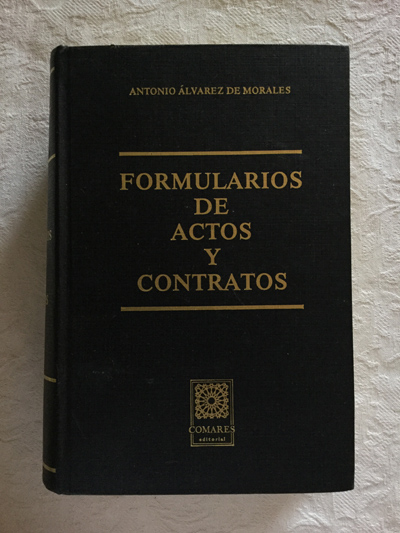 ANTONIO ÁLVAREZ DE MORALES
FORMULARIOS
DE
ACTOS
Y
CONTRATOS
COMARES
editorial